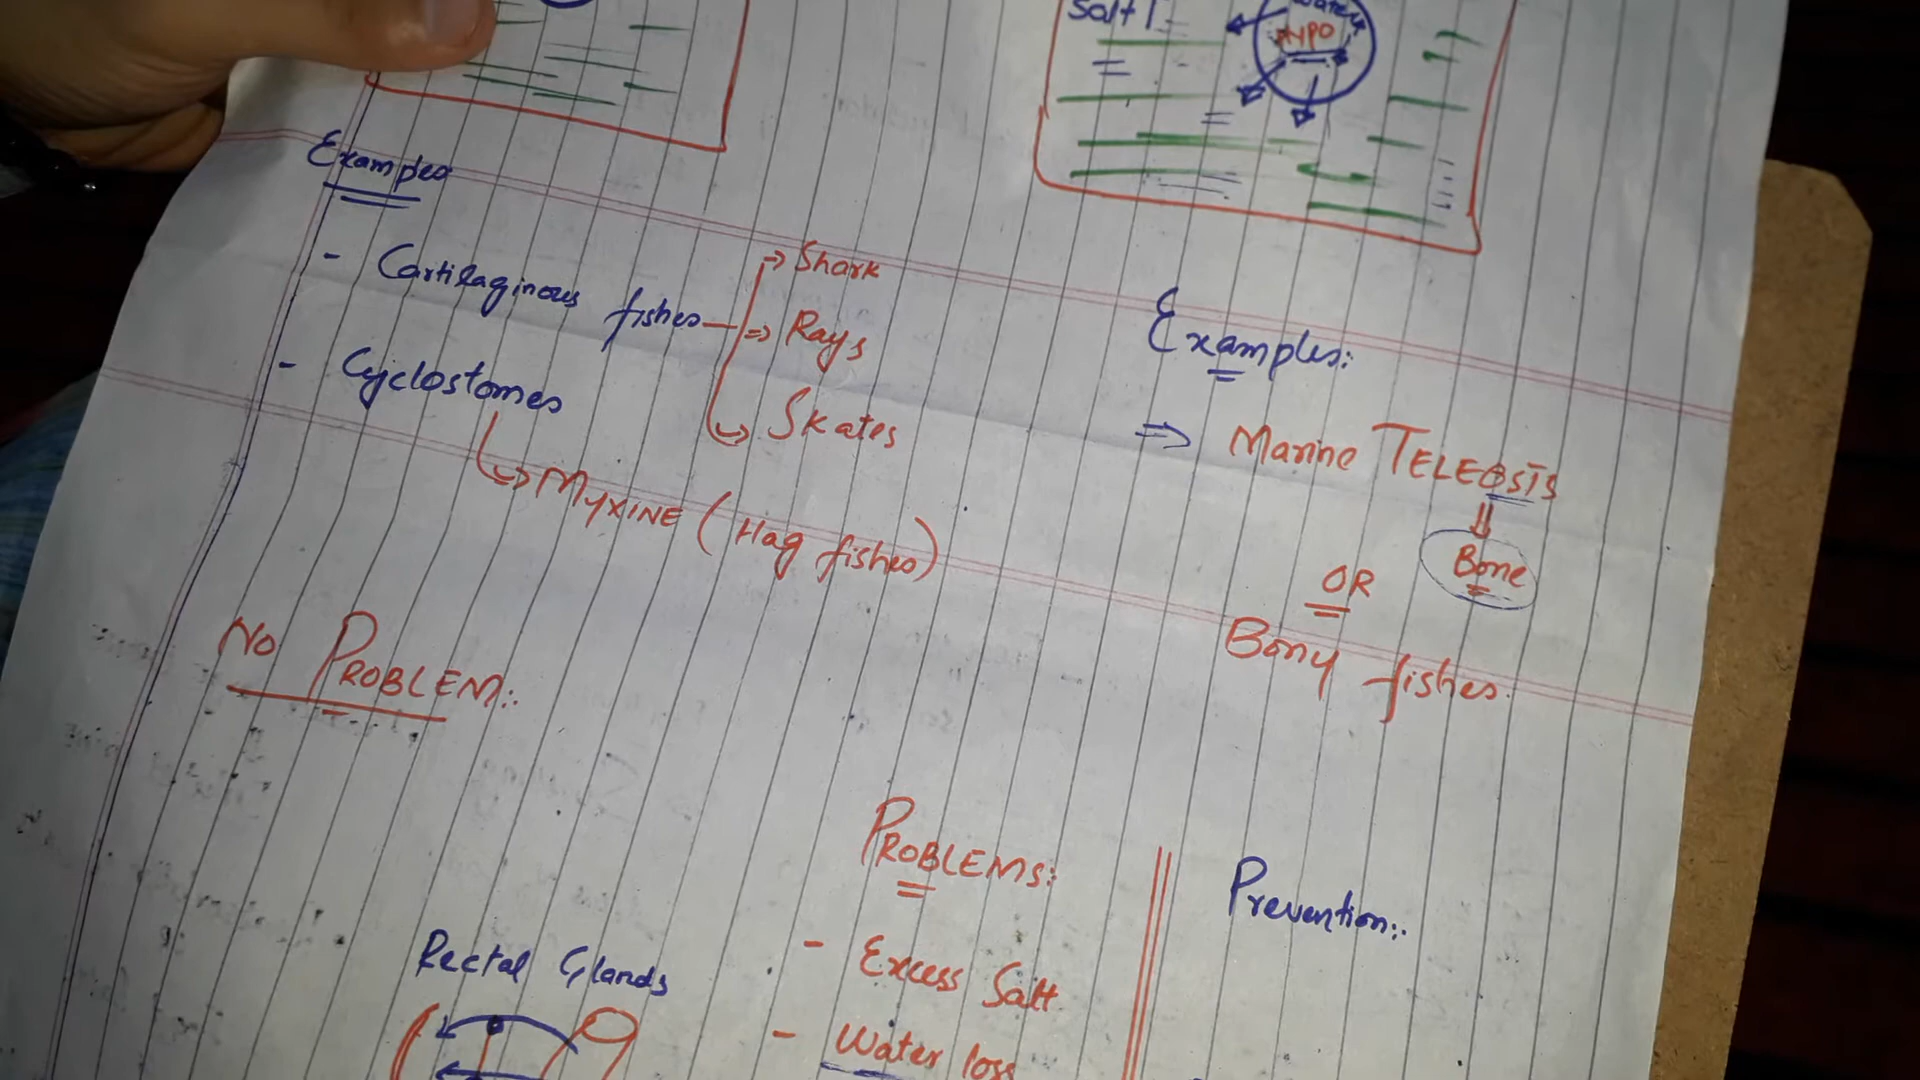 Salt ↑
HYPO
Examples
- Cartilaginous fishes
→ Shark
⇒ Rays
↪ Skates
- Cyclostomes
↪ MYXINE (Hag fishes)
Examples:
⇒ Marine TELEOSTS
⇓
Bone
OR
Bony fishes.
No PROBLEM:.
PROBLEMS:
- Excess Salt
- Water loss
Prevention:.
Rectal Glands